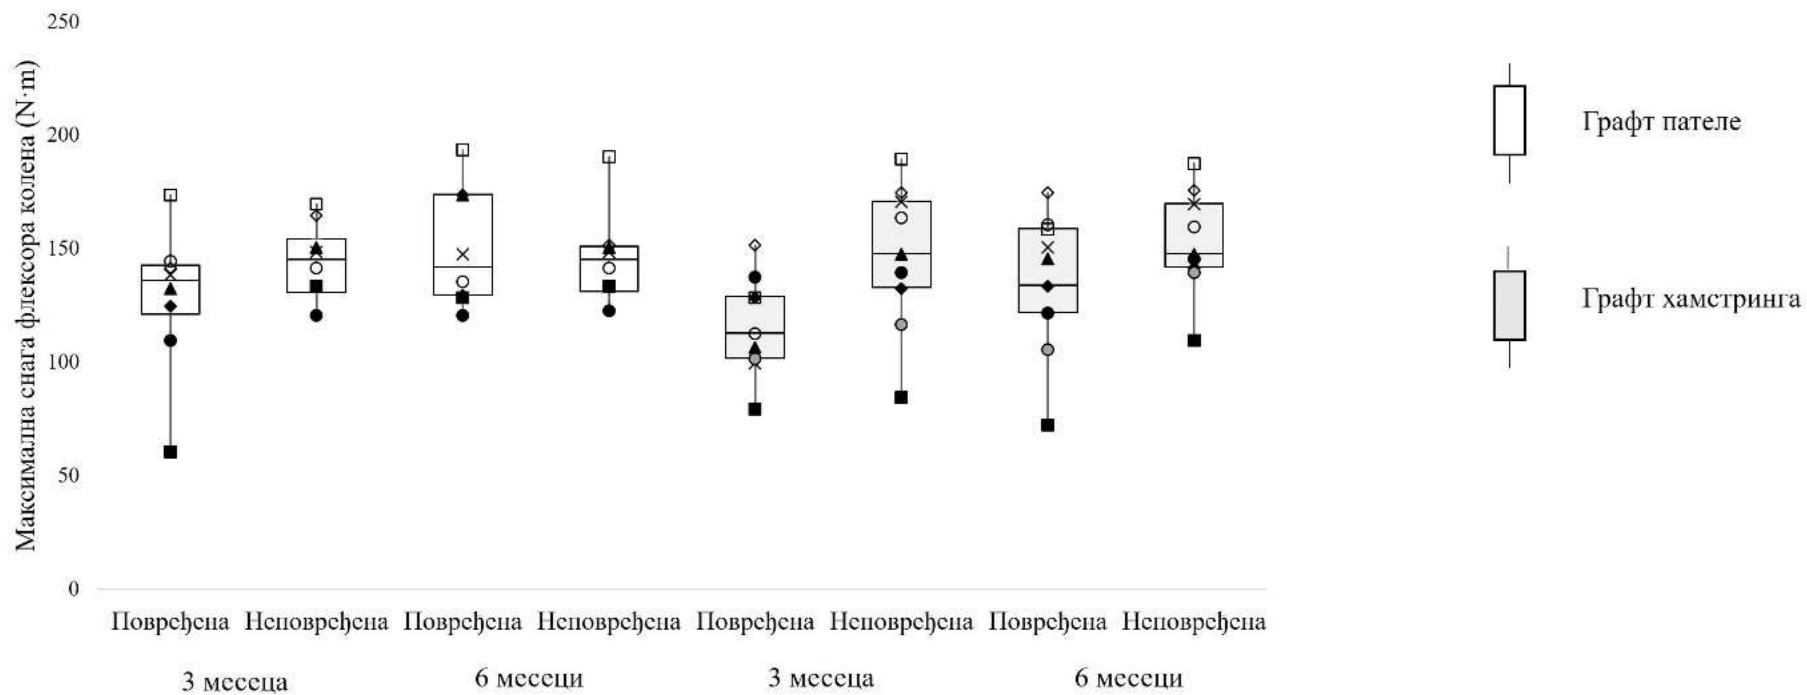 Максимална снага флексора колена (N·m)
250
200
150
100
50
0
Повређена Неповређена Повређена Неповређена Повређена Неповређена Повређена Неповређена
3 месеца 6 месеци 3 месеца 6 месеци
Графт пателе
Графт хамстринга